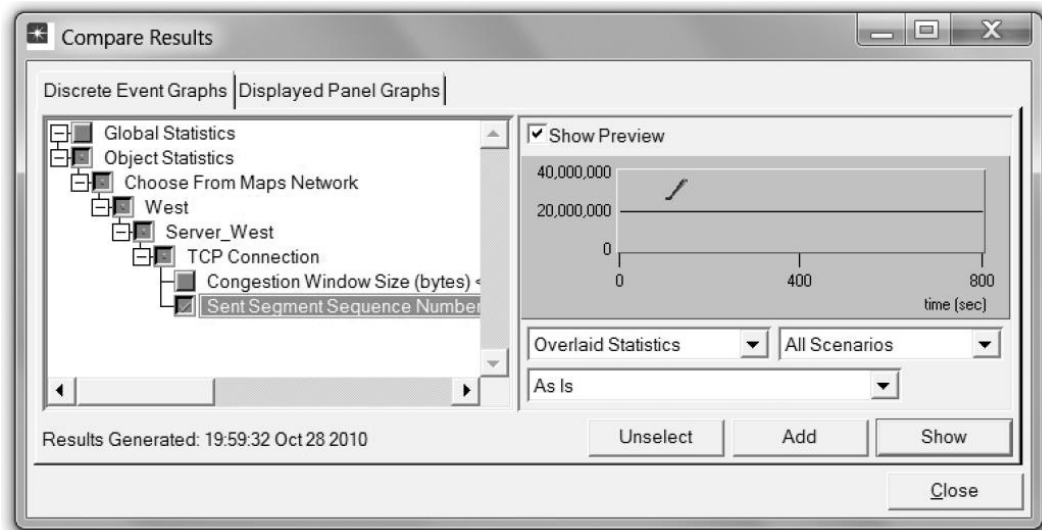 Compare Results
Discrete Event Graphs Displayed Panel Graphs
Global Statistics
Object Statistics
Choose From Maps Network
West
Server_West
TCP Connection
Congestion Window Size (bytes) <
Sent Segment Sequence Number
Show Preview
40,000,000
20,000,000
0
0 400 800
time (sec)
Overlaid Statistics All Scenarios
As Is
Results Generated: 19:59:32 Oct 28 2010
Unselect Add Show
Close